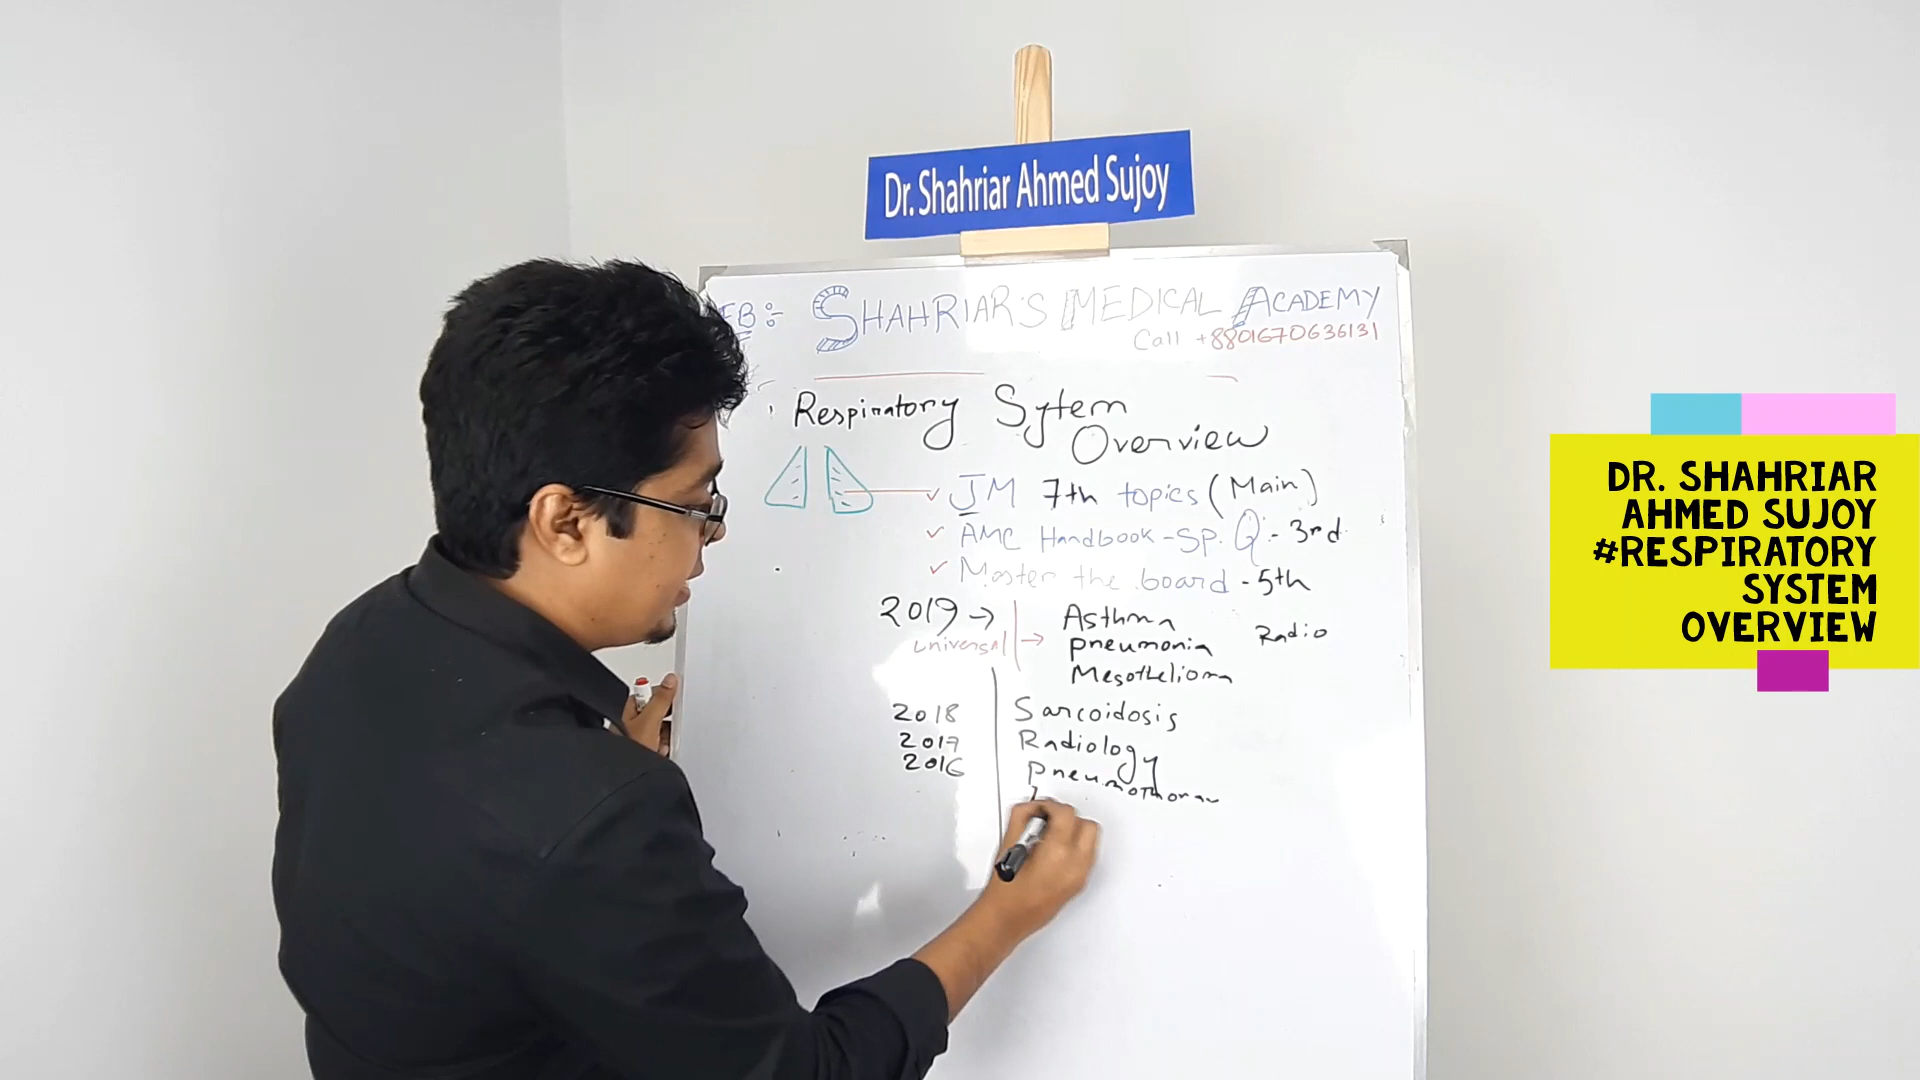 Dr. Shahriar Ahmed Sujoy
FB:- SHAHRIAR'S MEDICAL ACADEMY
Call +8801670636131
Respiratory Sytem
Overview
JM 7th topics (Main)
AMC Handbook - SP. Q:- 3rd
Master the board - 5th
2019 → Asthma
universal → pneumonia Radio
Mesothelioma
2018 Sarcoidosis
2017 Radiology
2016 Pneumothorax
DR. SHAHRIAR
AHMED SUJOY
#RESPIRATORY
SYSTEM
OVERVIEW